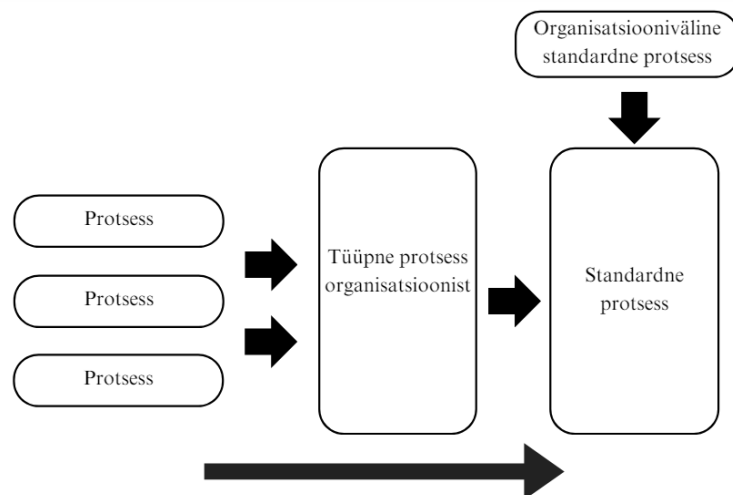 Organisatsiooniväline
standardne protsess
Protsess
Protsess
Protsess
Tüüpne protsess
organisatsioonist
Standardne
protsess